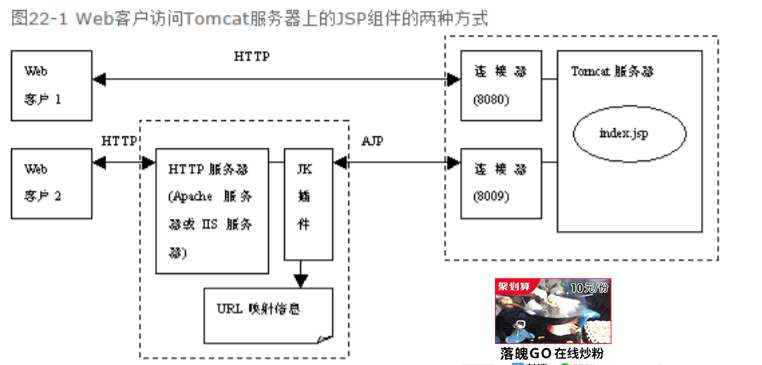 图22-1 Web客户访问Tomcat服务器上的JSP组件的两种方式
HTTP
Web
客户 1
连接器
(8080)
Tomcat 服务器
index.jsp
HTTP
AJP
Web
客户 2
HTTP 服务器
(Apache 服务
器或 IIS 服务
器)
JK
插
件
连接器
(8009)
URL 映射信息
聚划算
10元/份
落魄GO 在线炒粉